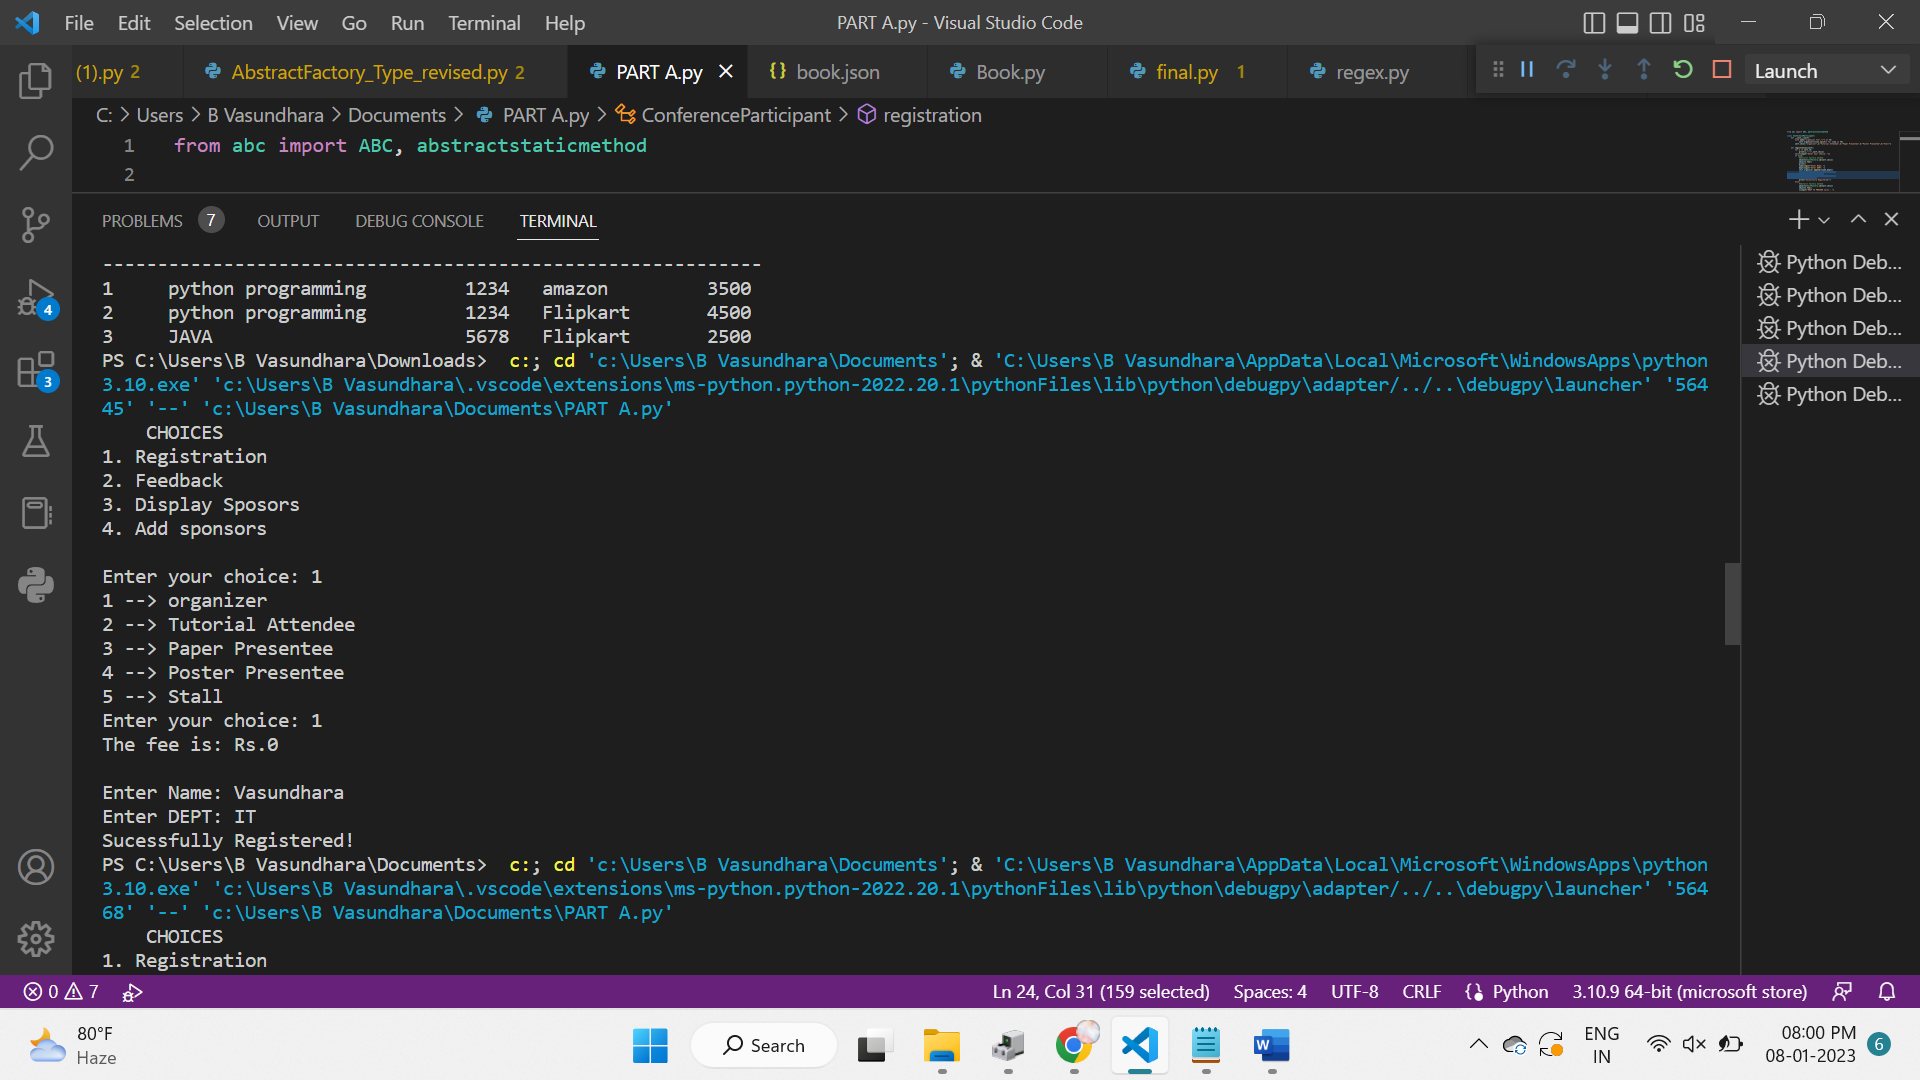 File Edit Selection View Go Run Terminal Help PART A.py - Visual Studio Code
(1).py 2 AbstractFactory_Type_revised.py 2 PART A.py book.json Book.py final.py 1 regex.py Launch
C: > Users > B Vasundhara > Documents > PART A.py > ConferenceParticipant > registration
1 from abc import ABC, abstractstaticmethod
2
PROBLEMS 7 OUTPUT DEBUG CONSOLE TERMINAL
------------------------------------------------------------
1     python programming         1234   amazon         3500
2     python programming         1234   Flipkart       4500
3     JAVA                       5678   Flipkart       2500
PS C:\Users\B Vasundhara\Downloads>  c:; cd 'c:\Users\B Vasundhara\Documents'; & 'C:\Users\B Vasundhara\AppData\Local\Microsoft\WindowsApps\python
3.10.exe' 'c:\Users\B Vasundhara\.vscode\extensions\ms-python.python-2022.20.1\pythonFiles\lib\python\debugpy\adapter/../..\debugpy\launcher' '564
45' '--' 'c:\Users\B Vasundhara\Documents\PART A.py'
    CHOICES
1. Registration
2. Feedback
3. Display Sposors
4. Add sponsors
Enter your choice: 1
1 --> organizer
2 --> Tutorial Attendee
3 --> Paper Presentee
4 --> Poster Presentee
5 --> Stall
Enter your choice: 1
The fee is: Rs.0
Enter Name: Vasundhara
Enter DEPT: IT
Sucessfully Registered!
PS C:\Users\B Vasundhara\Documents>  c:; cd 'c:\Users\B Vasundhara\Documents'; & 'C:\Users\B Vasundhara\AppData\Local\Microsoft\WindowsApps\python
3.10.exe' 'c:\Users\B Vasundhara\.vscode\extensions\ms-python.python-2022.20.1\pythonFiles\lib\python\debugpy\adapter/../..\debugpy\launcher' '564
68' '--' 'c:\Users\B Vasundhara\Documents\PART A.py'
    CHOICES
1. Registration
Python Deb...
Python Deb...
Python Deb...
Python Deb...
Python Deb...
4
3
0 7 Ln 24, Col 31 (159 selected) Spaces: 4 UTF-8 CRLF Python 3.10.9 64-bit (microsoft store)
80°F
Haze
Search
W
ENG
IN
08:00 PM
08-01-2023
6